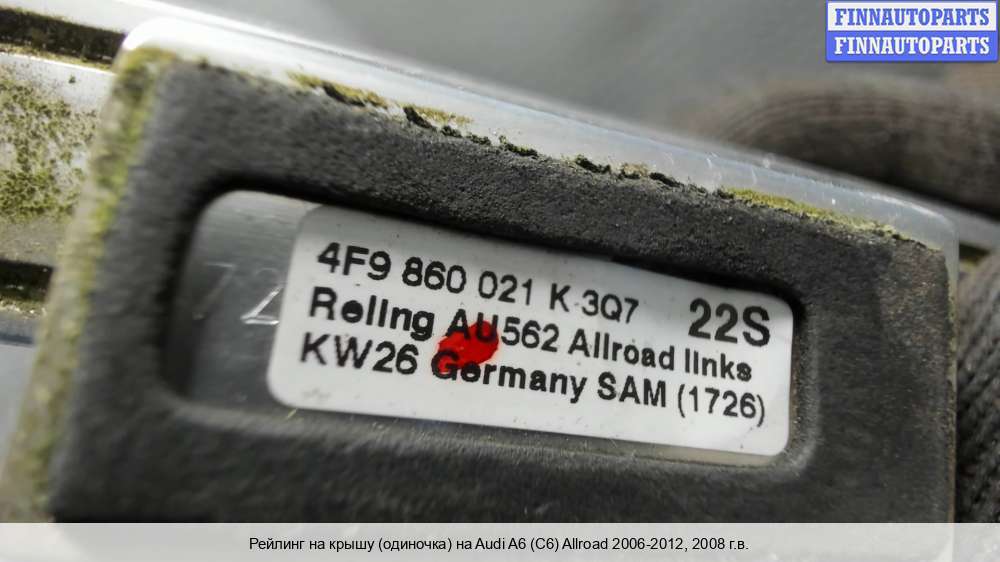 FINNAUTOPARTS
FINNAUTOPARTS
4F9 860 021 K 3Q7 22S
Reling AU562 Allroad links
KW26 Germany SAM (1726)
Рейлинг на крышу (одиночка) на Audi A6 (C6) Allroad 2006-2012, 2008 г.в.